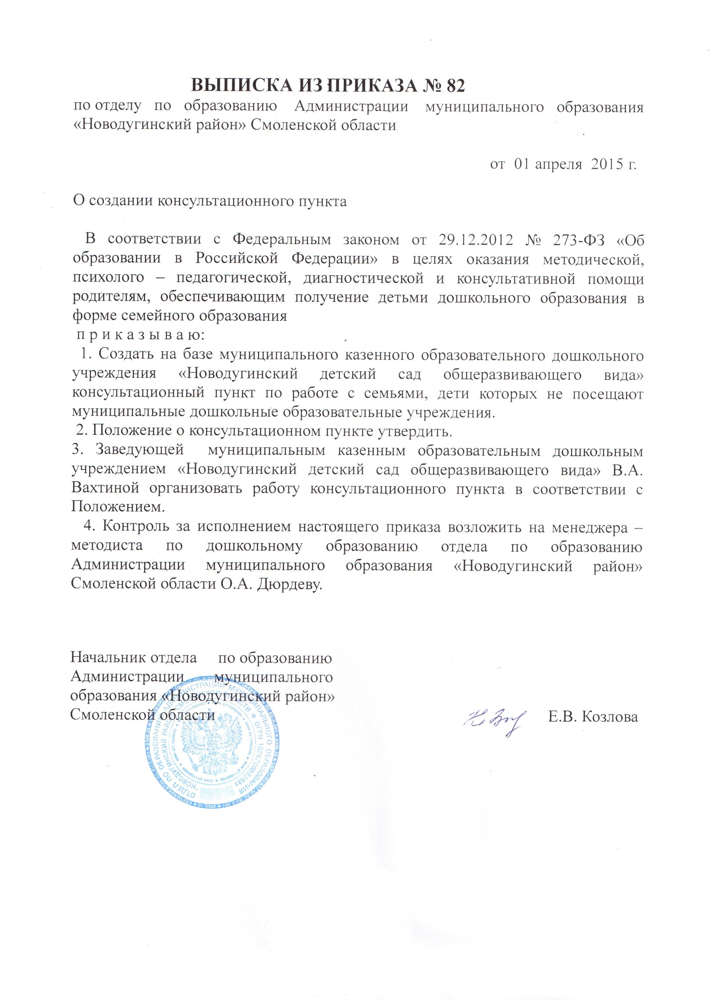 ВЫПИСКА ИЗ ПРИКАЗА № 82
по отделу по образованию Администрации муниципального образования
«Новодугинский район» Смоленской области
от 01 апреля 2015 г.
О создании консультационного пункта
В соответствии с Федеральным законом от 29.12.2012 № 273-ФЗ «Об
образовании в Российской Федерации» в целях оказания методической,
психолого – педагогической, диагностической и консультативной помощи
родителям, обеспечивающим получение детьми дошкольного образования в
форме семейного образования
п р и к а з ы в а ю:
1. Создать на базе муниципального казенного образовательного дошкольного
учреждения «Новодугинский детский сад общеразвивающего вида»
консультационный пункт по работе с семьями, дети которых не посещают
муниципальные дошкольные образовательные учреждения.
2. Положение о консультационном пункте утвердить.
3. Заведующей муниципальным казенным образовательным дошкольным
учреждением «Новодугинский детский сад общеразвивающего вида» В.А.
Вахтиной организовать работу консультационного пункта в соответствии с
Положением.
4. Контроль за исполнением настоящего приказа возложить на менеджера –
методиста по дошкольному образованию отдела по образованию
Администрации муниципального образования «Новодугинский район»
Смоленской области О.А. Дюрдеву.
Начальник отдела по образованию
Администрации муниципального
образования «Новодугинский район»
Смоленской области
Е.В. Козлова
ОТДЕЛ ПО ОБРАЗОВАНИЮ АДМИНИСТРАЦИИ МУНИЦИПАЛЬНОГО ОБРАЗОВАНИЯ
"НОВОДУГИНСКИЙ РАЙОН" СМОЛЕНСКОЙ ОБЛАСТИ * ОГРН 1026700885881